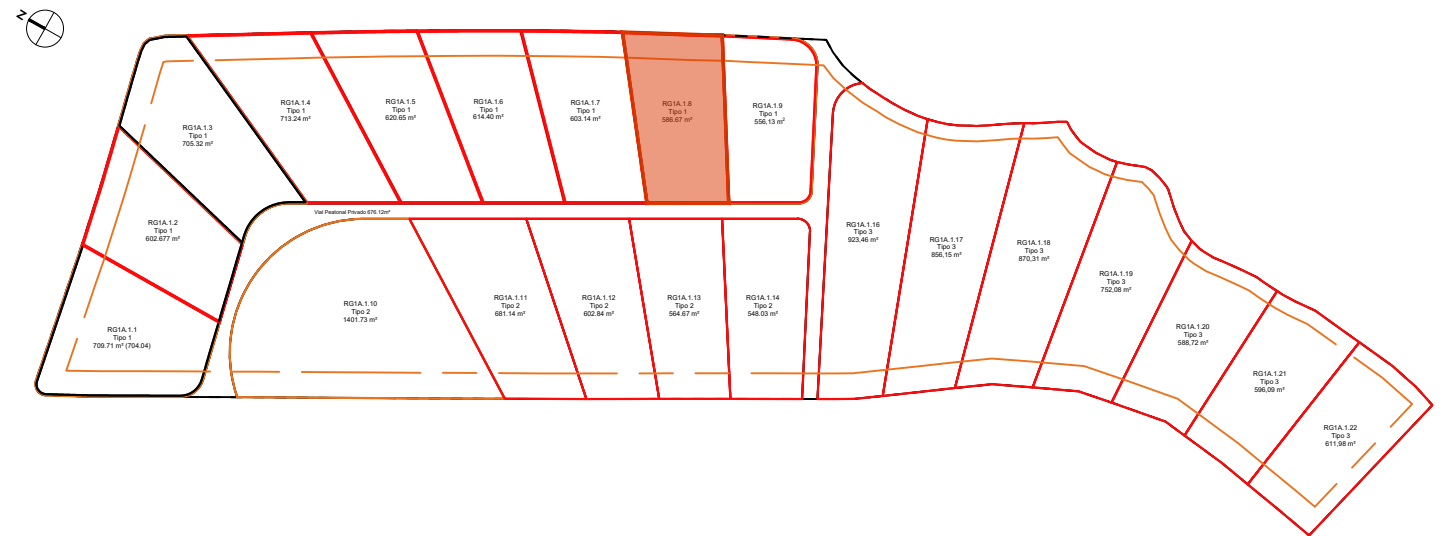 N
RG1A.1.4
Tipo 1
713.24 m²
RG1A.1.5
Tipo 1
620.65 m²
RG1A.1.6
Tipo 1
614.40 m²
RG1A.1.7
Tipo 1
603.14 m²
RG1A.1.8
Tipo 1
586.67 m²
RG1A.1.9
Tipo 1
556,13 m²
RG1A.1.3
Tipo 1
705.32 m²
RG1A.1.2
Tipo 1
602.677 m²
RG1A.1.1
Tipo 1
709.71 m² (704.04)
Vial Peatonal Privado 676.12m²
RG1A.1.10
Tipo 2
1401.73 m²
RG1A.1.11
Tipo 2
681.14 m²
RG1A.1.12
Tipo 2
602.84 m²
RG1A.1.13
Tipo 2
564.67 m²
RG1A.1.14
Tipo 2
548.03 m²
RG1A.1.16
Tipo 3
923,46 m²
RG1A.1.17
Tipo 3
856,15 m²
RG1A.1.18
Tipo 3
870,31 m²
RG1A.1.19
Tipo 3
752,08 m²
RG1A.1.20
Tipo 3
588,72 m²
RG1A.1.21
Tipo 3
596,09 m²
RG1A.1.22
Tipo 3
611,98 m²